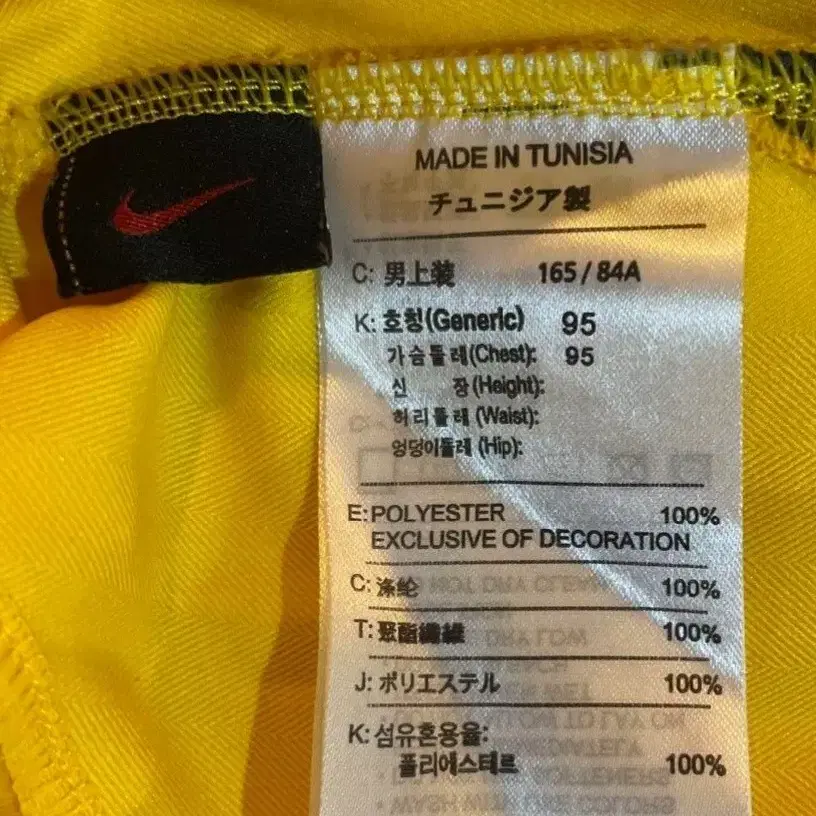 MADE IN TUNISIA
チュニジア製
C: 男上装 165/84A
K: 호칭(Generic) 95
가슴둘레(Chest): 95
신 장(Height):
허리둘레(Waist):
엉덩이둘레(Hip):
E: POLYESTER 100%
EXCLUSIVE OF DECORATION
C: 涤纶 100%
T: 聚酯纖維 100%
J: ポリエステル 100%
K: 섬유혼용율:
폴리에스테르 100%